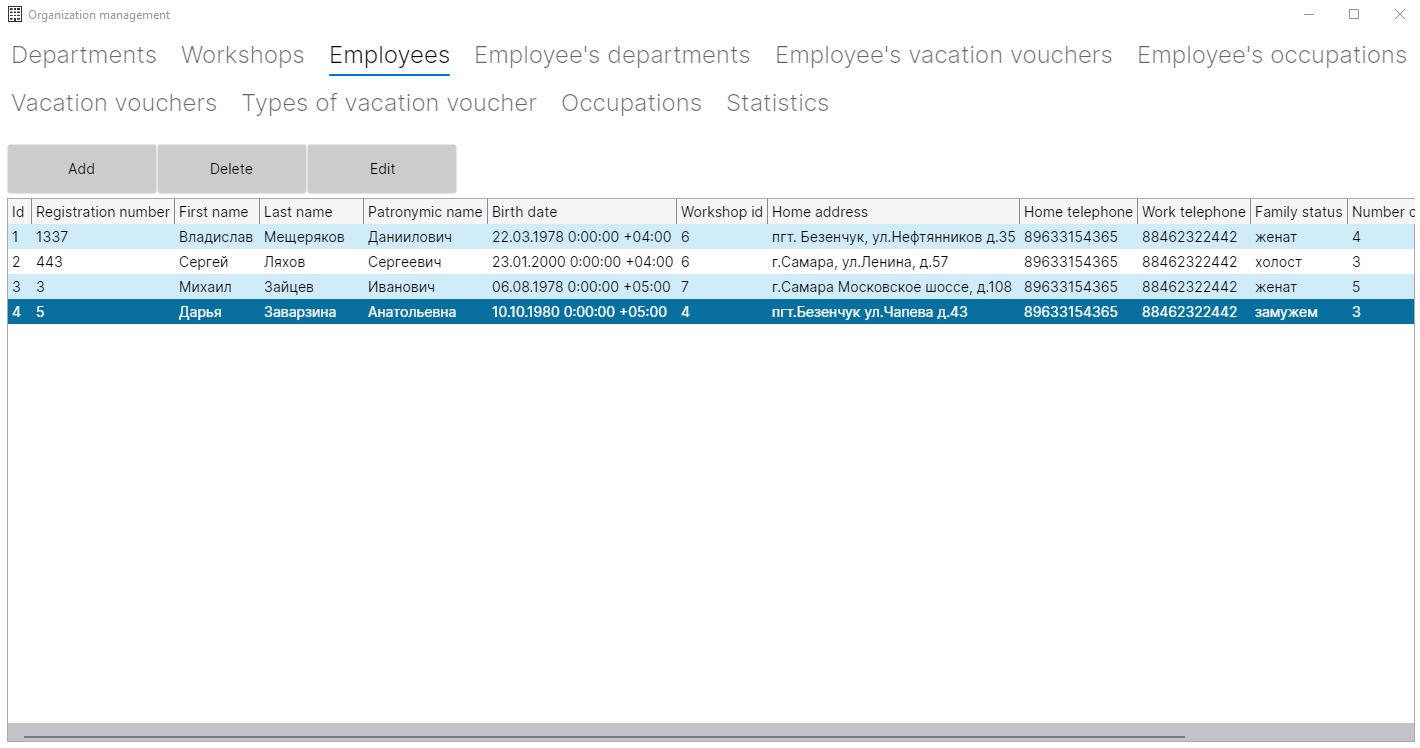 Organization management
Departments Workshops Employees Employee's departments Employee's vacation vouchers Employee's occupations
Vacation vouchers Types of vacation voucher Occupations Statistics
Add Delete Edit
Id Registration number First name Last name Patronymic name Birth date Workshop id Home address Home telephone Work telephone Family status Number
1 1337 Владислав Мещеряков Даниилович 22.03.1978 0:00:00 +04:00 6 пгт. Безенчук, ул.Нефтянников д.35 89633154365 88462322442 женат 4
2 443 Сергей Ляхов Сергеевич 23.01.2000 0:00:00 +04:00 6 г.Самара, ул.Ленина, д.57 89633154365 88462322442 холост 3
3 3 Михаил Зайцев Иванович 06.08.1978 0:00:00 +05:00 7 г.Самара Московское шоссе, д.108 89633154365 88462322442 женат 5
4 5 Дарья Заварзина Анатольевна 10.10.1980 0:00:00 +05:00 4 пгт.Безенчук ул.Чапева д.43 89633154365 88462322442 замужем 3